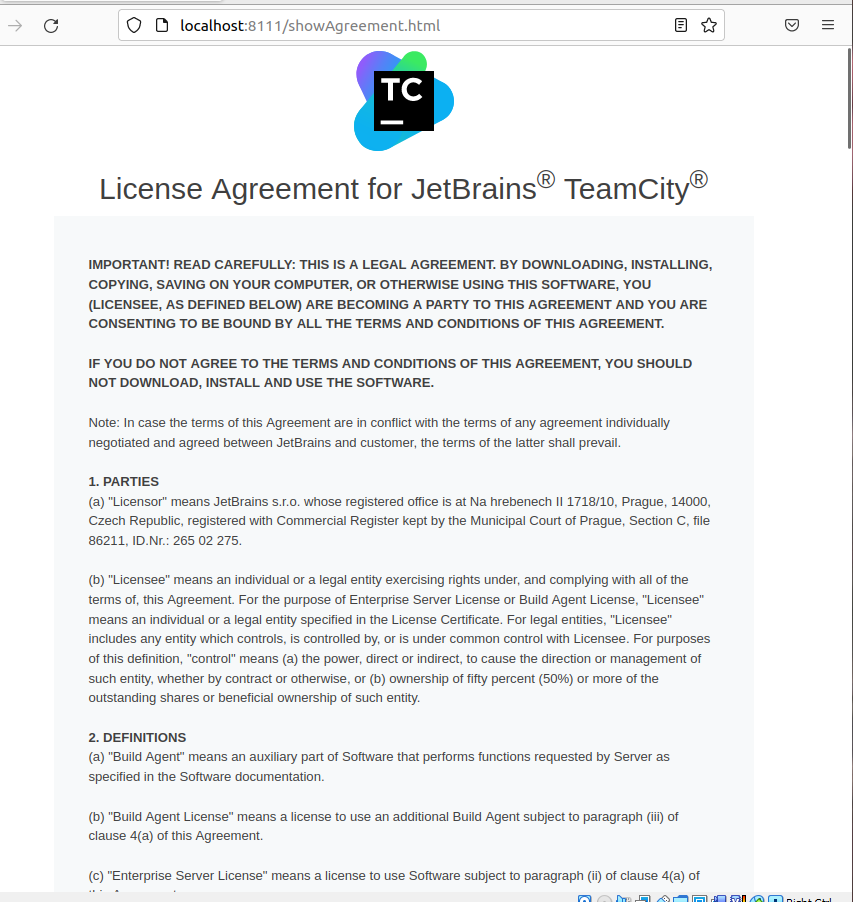 localhost:8111/showAgreement.html
TC
License Agreement for JetBrains® TeamCity®
IMPORTANT! READ CAREFULLY: THIS IS A LEGAL AGREEMENT. BY DOWNLOADING, INSTALLING,
COPYING, SAVING ON YOUR COMPUTER, OR OTHERWISE USING THIS SOFTWARE, YOU
(LICENSEE, AS DEFINED BELOW) ARE BECOMING A PARTY TO THIS AGREEMENT AND YOU ARE
CONSENTING TO BE BOUND BY ALL THE TERMS AND CONDITIONS OF THIS AGREEMENT.
IF YOU DO NOT AGREE TO THE TERMS AND CONDITIONS OF THIS AGREEMENT, YOU SHOULD
NOT DOWNLOAD, INSTALL AND USE THE SOFTWARE.
Note: In case the terms of this Agreement are in conflict with the terms of any agreement individually
negotiated and agreed between JetBrains and customer, the terms of the latter shall prevail.
1. PARTIES
(a) "Licensor" means JetBrains s.r.o. whose registered office is at Na hrebenech II 1718/10, Prague, 14000,
Czech Republic, registered with Commercial Register kept by the Municipal Court of Prague, Section C, file
86211, ID.Nr.: 265 02 275.
(b) "Licensee" means an individual or a legal entity exercising rights under, and complying with all of the
terms of, this Agreement. For the purpose of Enterprise Server License or Build Agent License, "Licensee"
means an individual or a legal entity specified in the License Certificate. For legal entities, "Licensee"
includes any entity which controls, is controlled by, or is under common control with Licensee. For purposes
of this definition, "control" means (a) the power, direct or indirect, to cause the direction or management of
such entity, whether by contract or otherwise, or (b) ownership of fifty percent (50%) or more of the
outstanding shares or beneficial ownership of such entity.
2. DEFINITIONS
(a) "Build Agent" means an auxiliary part of Software that performs functions requested by Server as
specified in the Software documentation.
(b) "Build Agent License" means a license to use an additional Build Agent subject to paragraph (iii) of
clause 4(a) of this Agreement.
(c) "Enterprise Server License" means a license to use Software subject to paragraph (ii) of clause 4(a) of
Right Ctrl